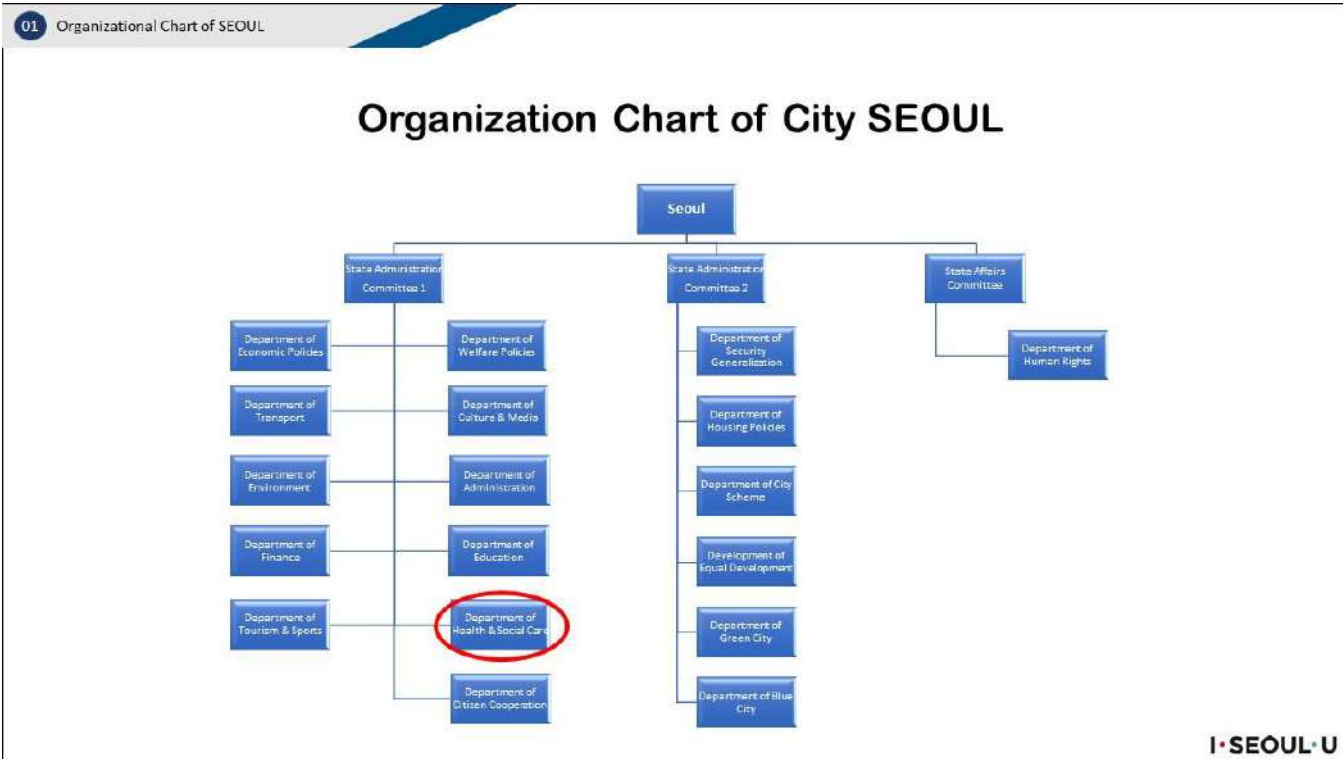 01 Organizational Chart of SEOUL
Organization Chart of City SEOUL
Seoul
State Administration
Committee 1
State Administration
Committee 2
State Affairs
Committee
Department of
Economic Policies
Department of
Welfare Policies
Department of
Transport
Department of
Culture & Media
Department of
Environment
Department of
Administration
Department of
Finance
Department of
Education
Department of
Tourism & Sports
Department of
Health & Social Care
Department of
Citizen Cooperation
Department of
Security
Generalization
Department of
Housing Policies
Department of City
Scheme
Development of
Equal Development
Department of
Green City
Department of Blue
City
Department of
Human Rights
I·SEOUL·U